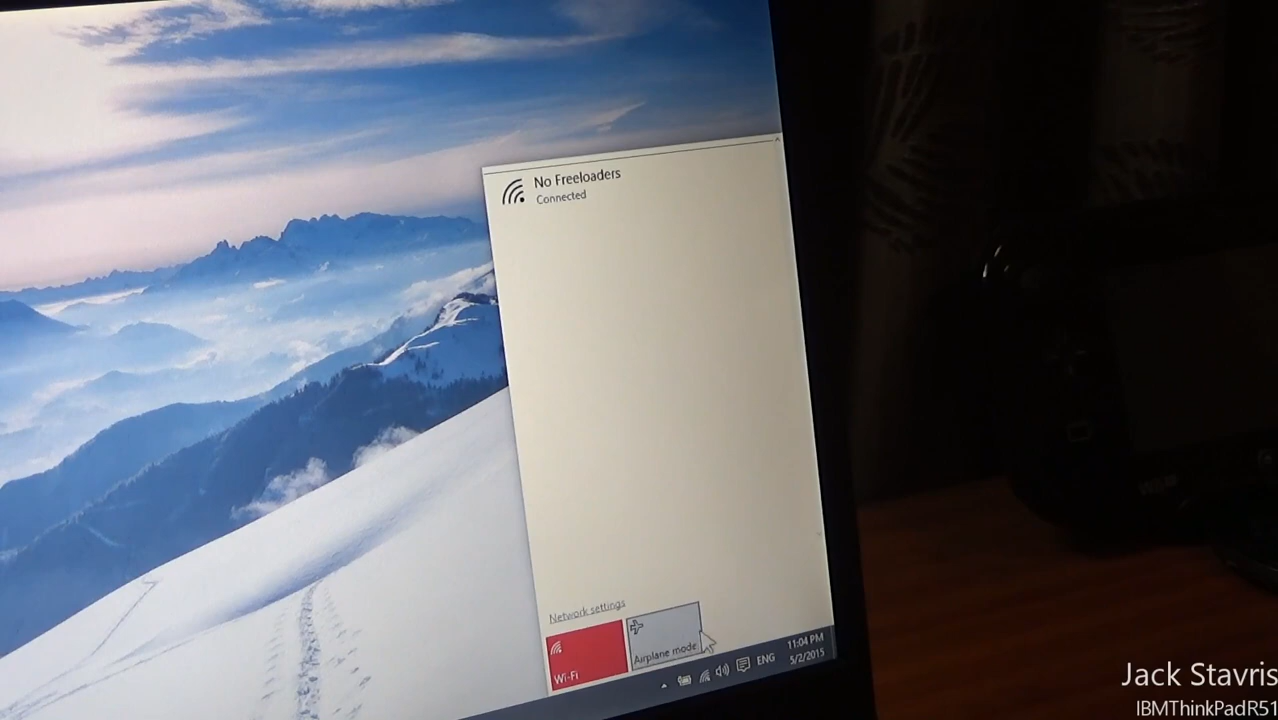 No Freeloaders
Connected
Network settings
Wi-Fi
Airplane mode
ENG
11:04 PM
5/2/2015
Jack Stavris
IBMThinkPadR51